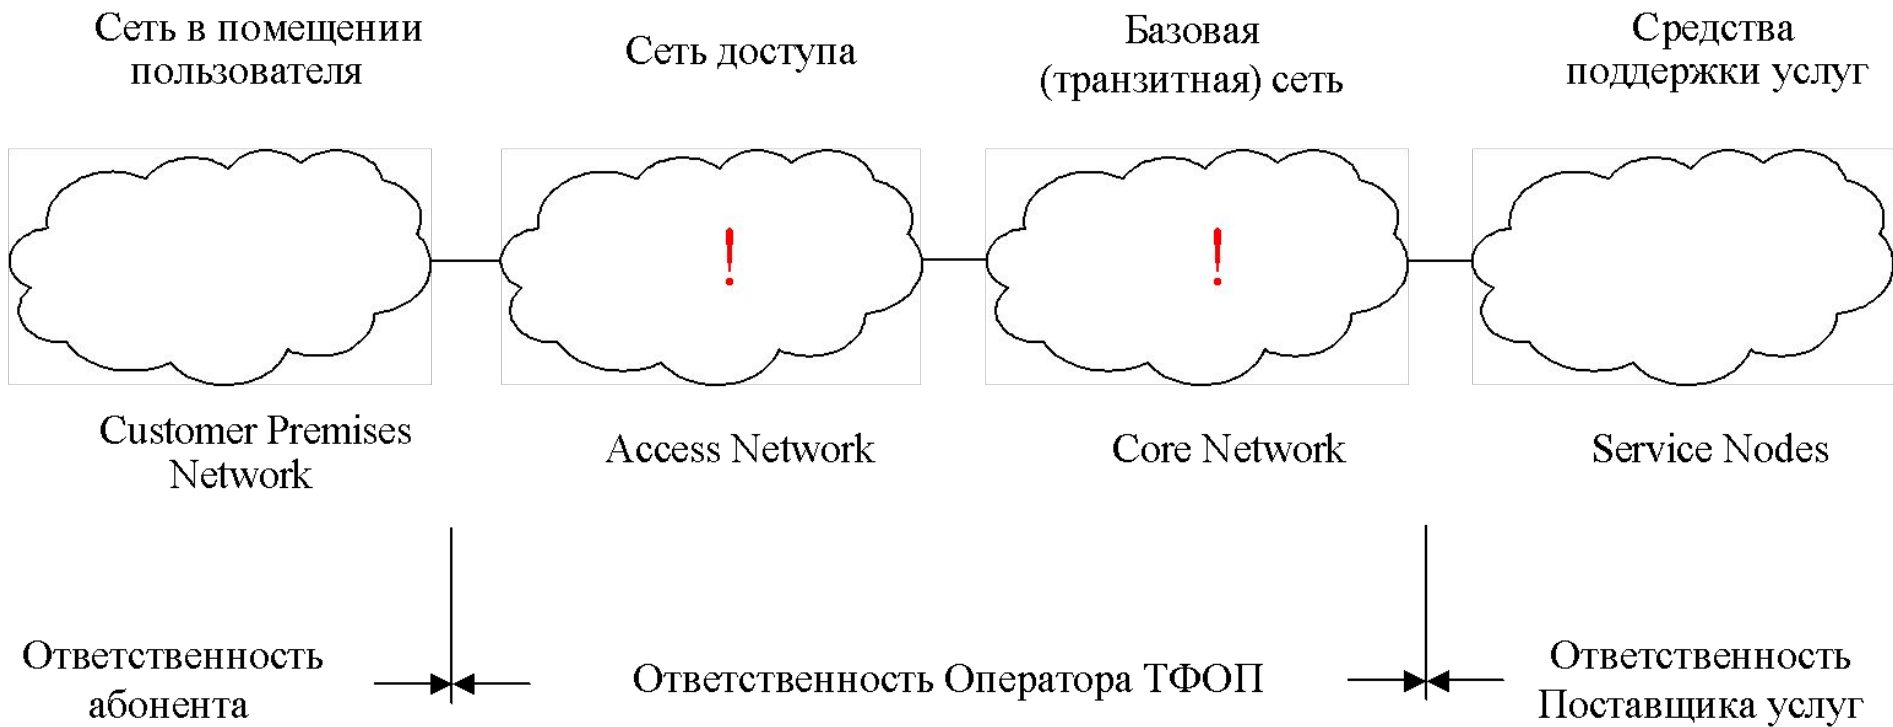 Сеть в помещении
пользователя
Сеть доступа
Базовая
(транзитная) сеть
Средства
поддержки услуг
!
!
Customer Premises
Network
Access Network
Core Network
Service Nodes
Ответственность
абонента
Ответственность Оператора ТФОП
Ответственность
Поставщика услуг